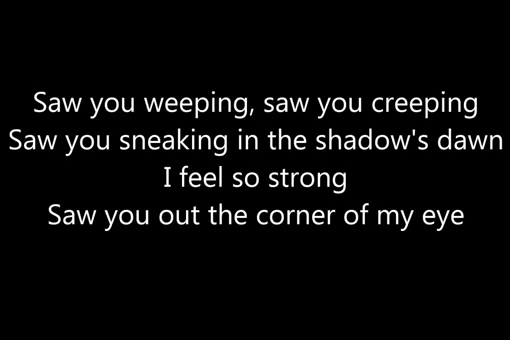 Saw you weeping, saw you creeping
Saw you sneaking in the shadow's dawn
I feel so strong
Saw you out the corner of my eye